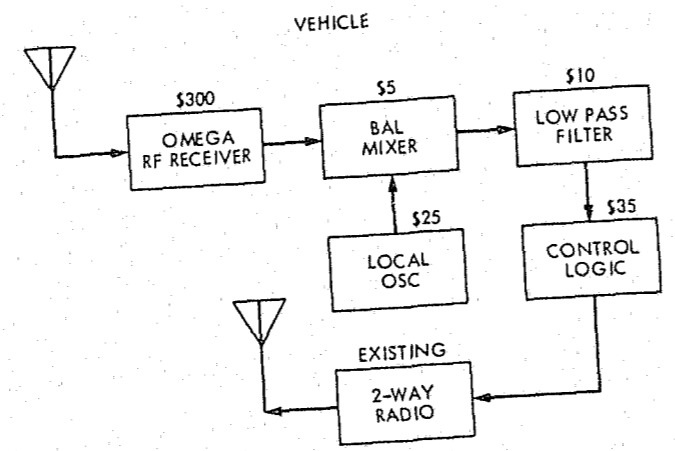 VEHICLE
$300
OMEGA
RF RECEIVER
$5
BAL
MIXER
$10
LOW PASS
FILTER
$25
LOCAL
OSC
$35
CONTROL
LOGIC
EXISTING
2-WAY
RADIO